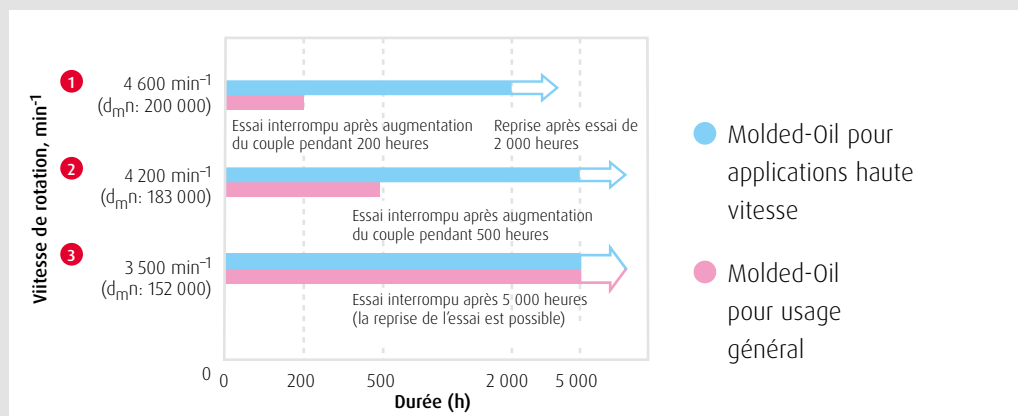 Viitesse de rotation, min-1
1
4 600 min–1
(dmn: 200 000)
Essai interrompu après augmentation
du couple pendant 200 heures
Reprise après essai de
2 000 heures
2
4 200 min–1
(dmn: 183 000)
Essai interrompu après augmentation
du couple pendant 500 heures
3
3 500 min–1
(dmn: 152 000)
Essai interrompu après 5 000 heures
(la reprise de l'essai est possible)
0
0 200 500 2 000 5 000
Durée (h)
Molded-Oil pour
applications haute
vitesse
Molded-Oil
pour usage
général